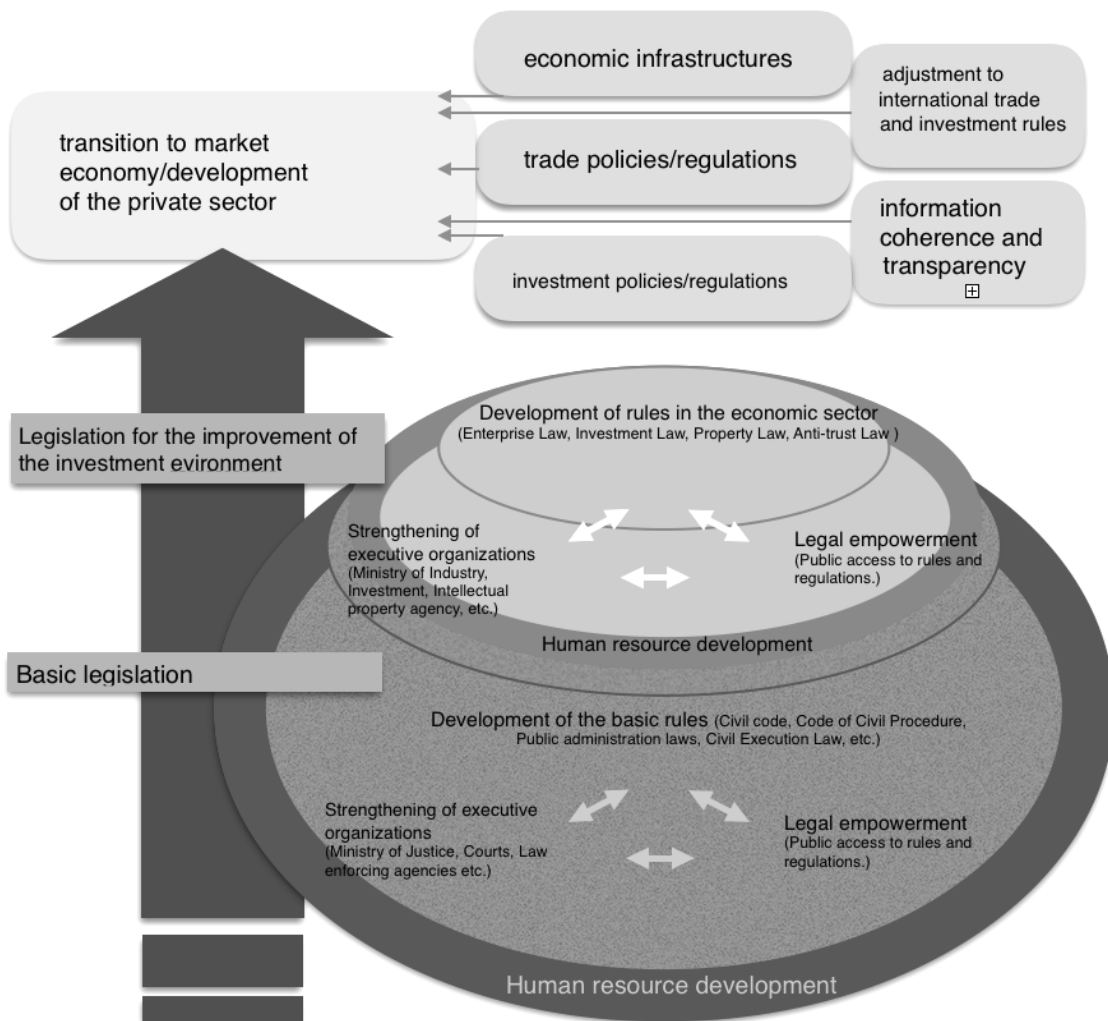 economic infrastructures
adjustment to
international trade
and investment rules
transition to market
economy/development
of the private sector
trade policies/regulations
information
coherence and
transparency
investment policies/regulations
Development of rules in the economic sector
(Enterprise Law, Investment Law, Property Law, Anti-trust Law )
Legislation for the improvement of
the investment evironment
Strengthening of
executive organizations
(Ministry of Industry,
Investment, Intellectual
property agency, etc.)
Legal empowerment
(Public access to rules and
regulations.)
Human resource development
Basic legislation
Development of the basic rules (Civil code, Code of Civil Procedure,
Public administration laws, Civil Execution Law, etc.)
Strengthening of executive
organizations
(Ministry of Justice, Courts, Law
enforcing agencies etc.)
Legal empowerment
(Public access to rules and
regulations.)
Human resource development